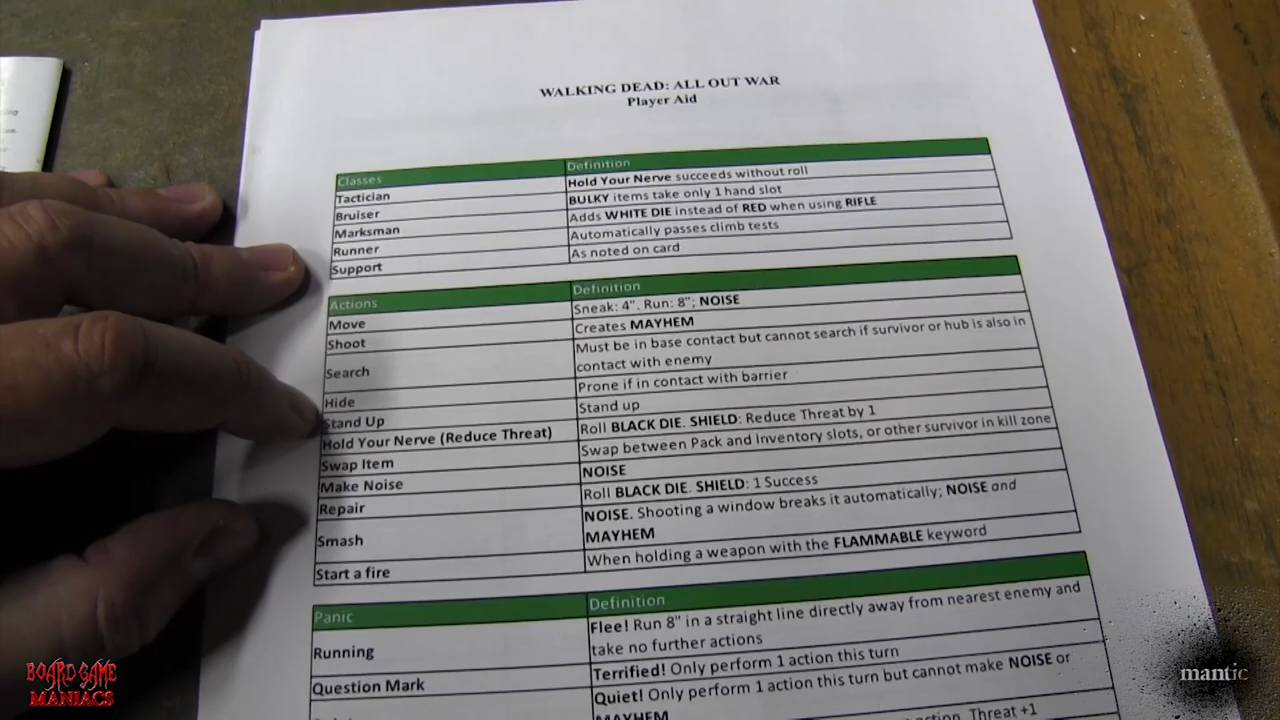 WALKING DEAD: ALL OUT WAR
Player Aid
Classes Definition
Tactician Hold Your Nerve succeeds without roll
Bruiser BULKY items take only 1 hand slot
Marksman Adds WHITE DIE instead of RED when using RIFLE
Runner Automatically passes climb tests
Support As noted on card
Actions Definition
Move Sneak: 4". Run: 8"; NOISE
Shoot Creates MAYHEM
Search Must be in base contact but cannot search if survivor or hub is also in
contact with enemy
Hide Prone if in contact with barrier
Stand Up Stand up
Hold Your Nerve (Reduce Threat) Roll BLACK DIE. SHIELD: Reduce Threat by 1
Swap Item Swap between Pack and Inventory slots, or other survivor in kill zone
Make Noise NOISE
Repair Roll BLACK DIE. SHIELD: 1 Success
Smash NOISE. Shooting a window breaks it automatically; NOISE and
MAYHEM
Start a fire When holding a weapon with the FLAMMABLE keyword
Panic Definition
Running Flee! Run 8" in a straight line directly away from nearest enemy and
take no further actions
Question Mark Terrified! Only perform 1 action this turn
Quiet! Only perform 1 action this turn but cannot make NOISE or
MAYHEM
Threat +1
BOARD GAME
MANIACS
mantic